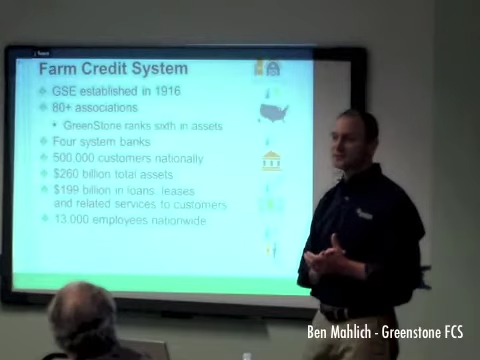 Farm Credit System
GSE established in 1916
80+ associations
GreenStone ranks sixth in assets
Four system banks
500,000 customers nationally
$260 billion total assets
$199 billion in loans, leases
and related services to customers
13,000 employees nationwide
Ben Mahlich - Greenstone FCS